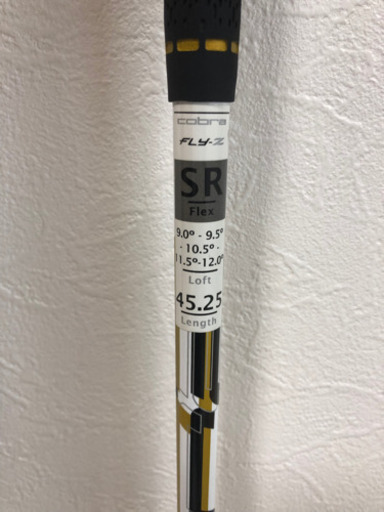 cobra
FLY-Z
SR
Flex
9.0° - 9.5°
- 10.5° -
11.5°-12.0°
Loft
45.25
Length